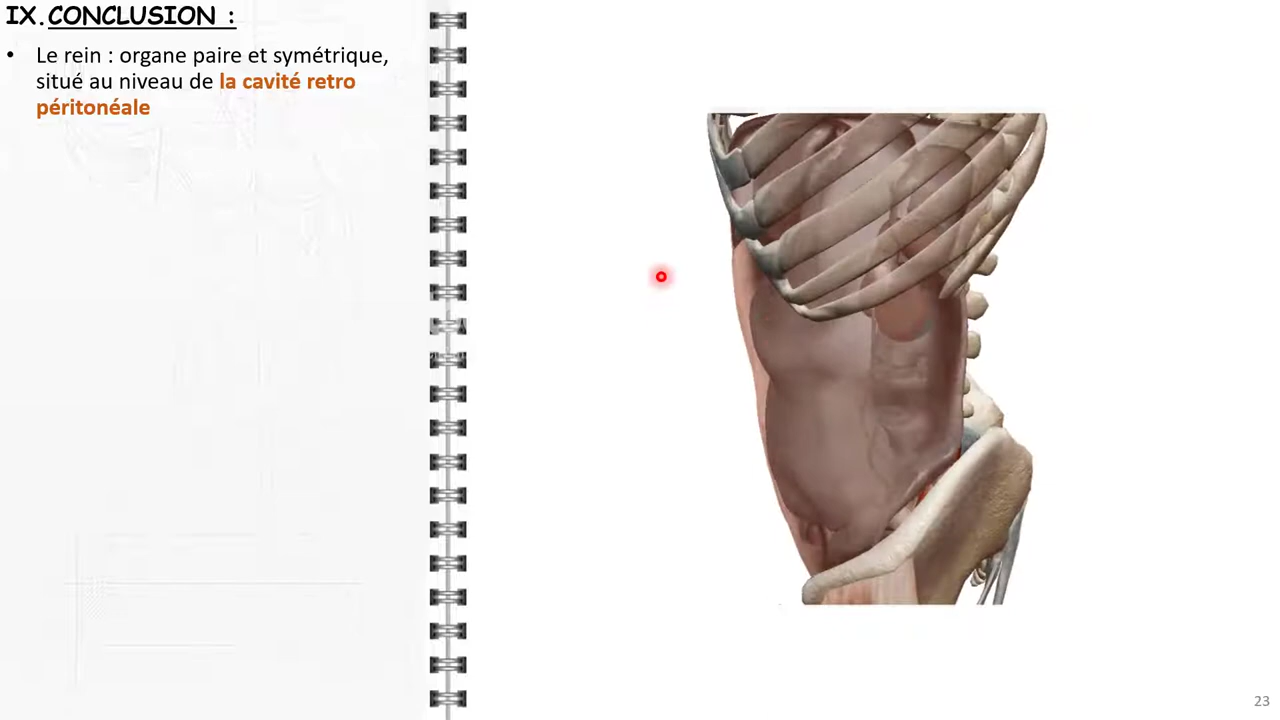 IX.CONCLUSION :
• Le rein : organe paire et symétrique,
situé au niveau de la cavité retro
péritonéale
23